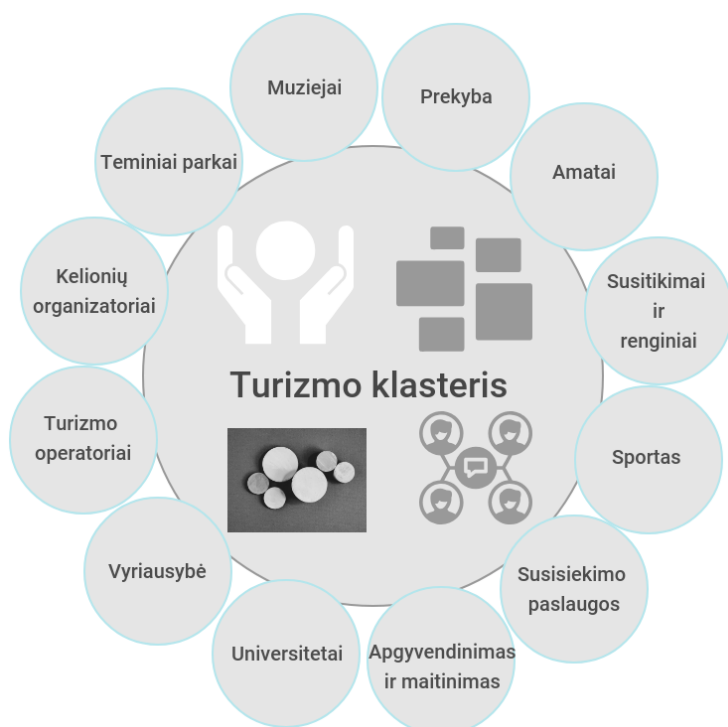 Muziejai
Prekyba
Amatai
Susitikimai
ir
renginiai
Sportas
Susisiekimo
paslaugos
Apgyvendinimas
ir maitinimas
Universitetai
Vyriausybė
Turizmo
operatoriai
Kelionių
organizatoriai
Teminiai parkai
Turizmo klasteris